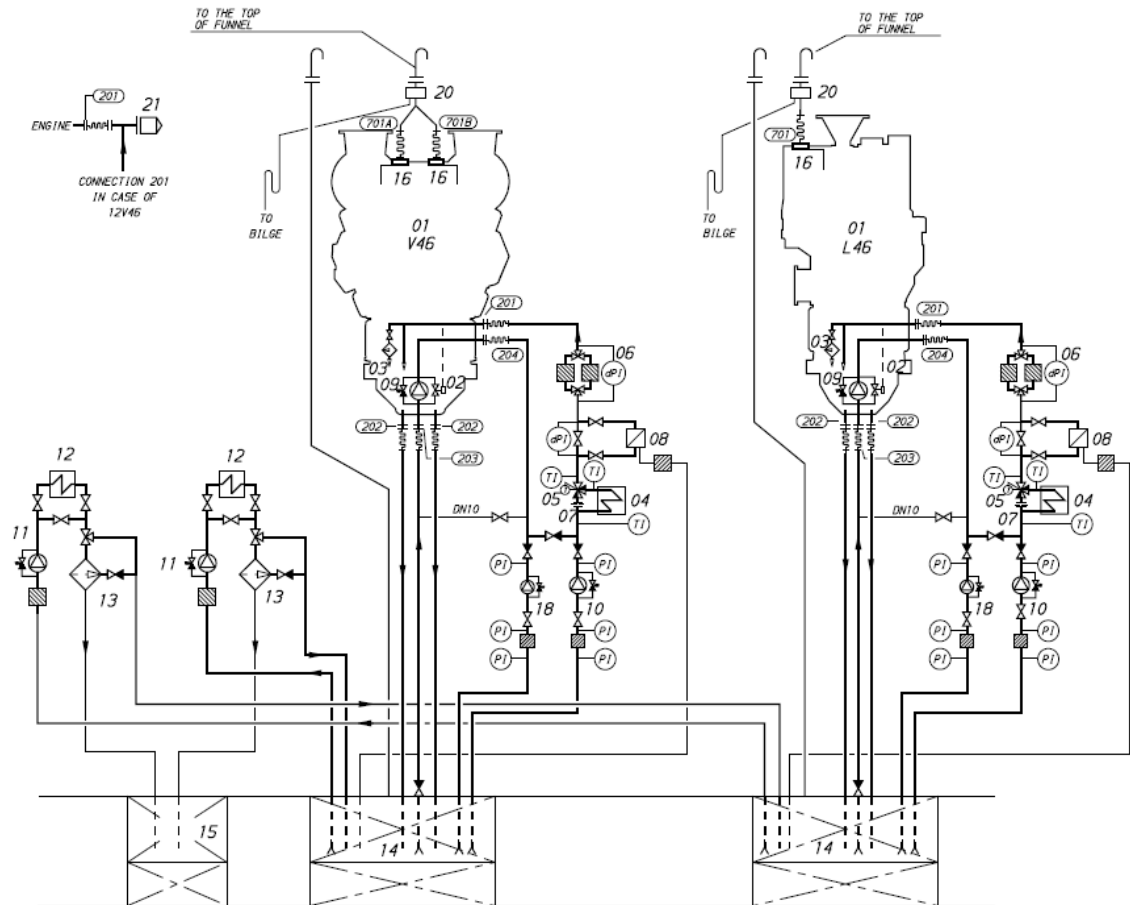 TO THE TOP
OF FUNNEL
TO THE TOP
OF FUNNEL
201
21
ENGINE
CONNECTION 201
IN CASE OF
12V46
20
701A
701B
16
16
TO
BILGE
01
V46
20
701
16
TO
BILGE
01
L46
201
204
03
09
02
202
202
203
06
dPI
dPI
08
TI
TI
05
04
07
TI
DN10
PI
PI
18
10
PI
PI
PI
PI
201
204
03
09
02
202
202
203
06
dPI
dPI
08
TI
TI
05
04
07
TI
DN10
PI
PI
18
10
PI
PI
PI
PI
12
12
11
11
13
13
15
14
14